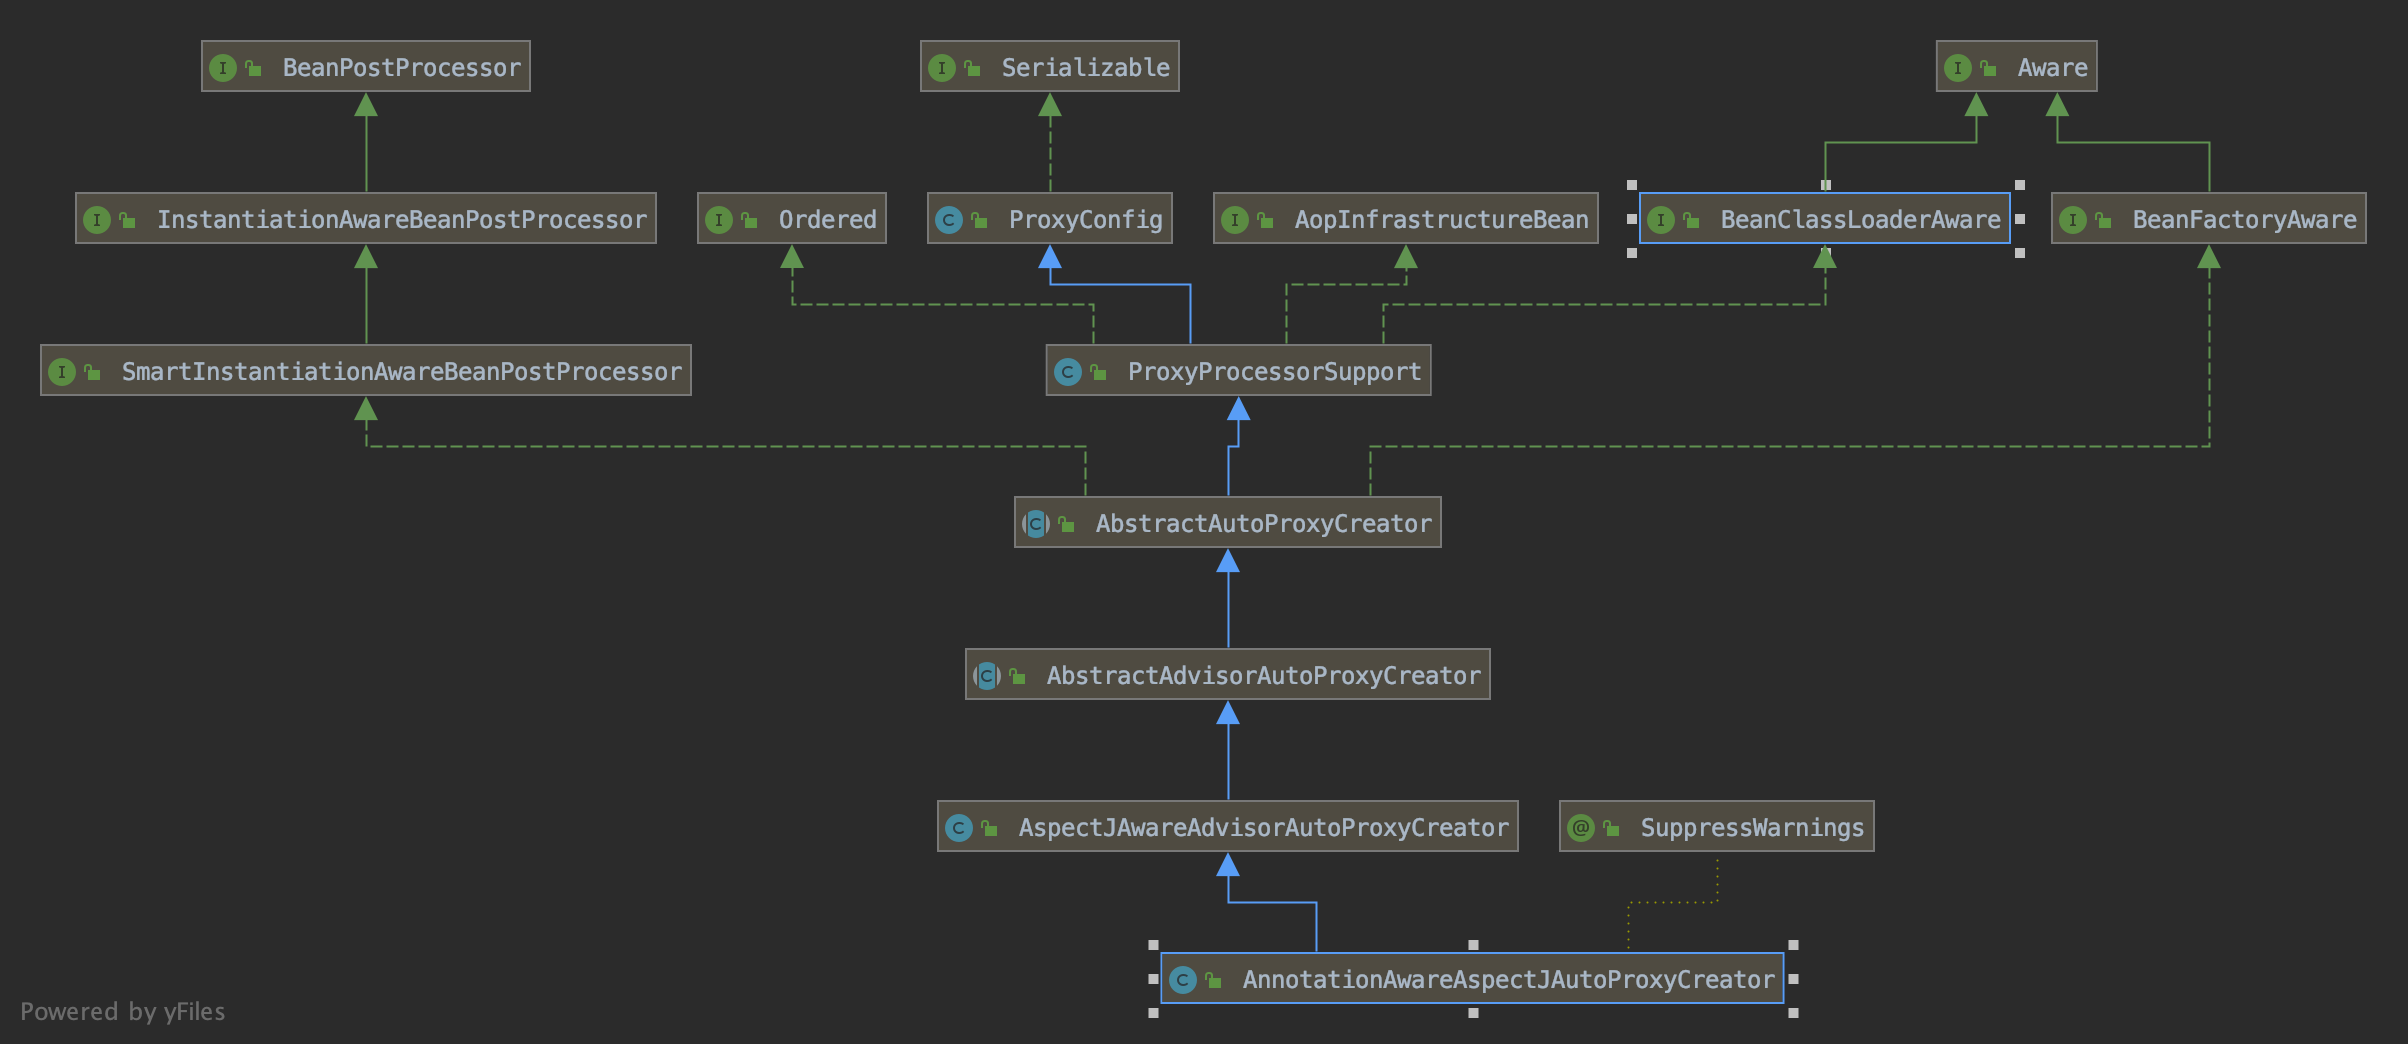 BeanPostProcessor
Serializable
Aware
InstantiationAwareBeanPostProcessor
Ordered
ProxyConfig
AopInfrastructureBean
BeanClassLoaderAware
BeanFactoryAware
SmartInstantiationAwareBeanPostProcessor
ProxyProcessorSupport
AbstractAutoProxyCreator
AbstractAdvisorAutoProxyCreator
AspectJAwareAdvisorAutoProxyCreator
SuppressWarnings
AnnotationAwareAspectJAutoProxyCreator
Powered by yFiles